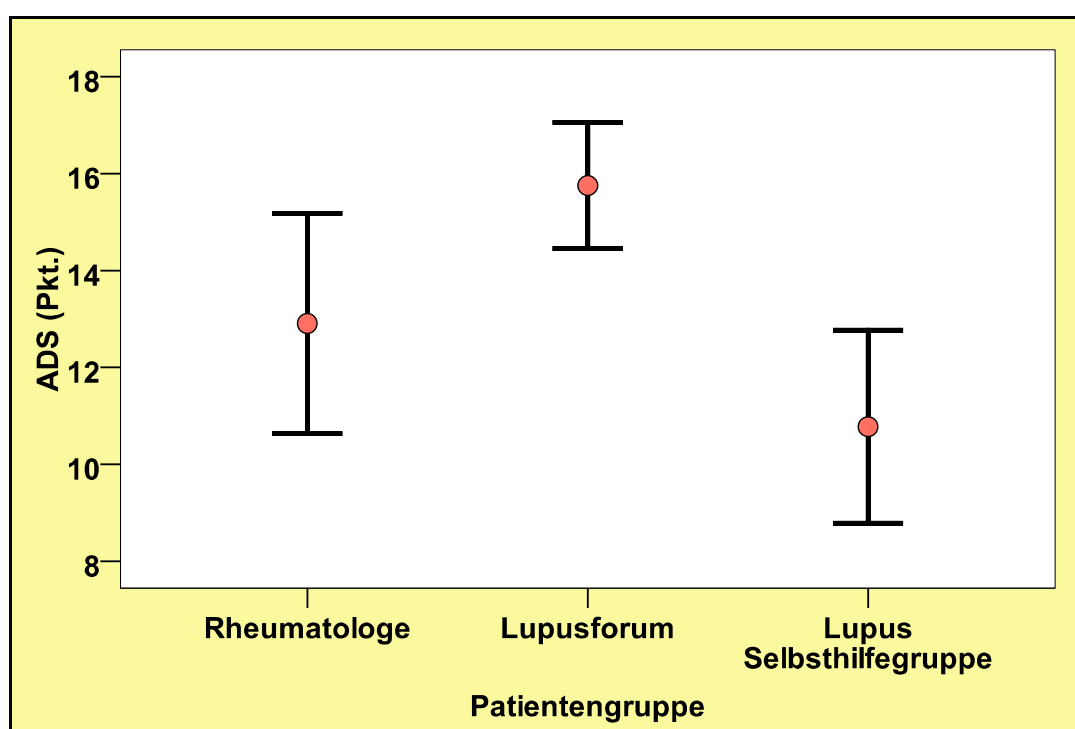 18
16
14
12
10
8
ADS (Pkt.)
Rheumatologe
Lupusforum
Lupus
Selbsthilfegruppe
Patientengruppe